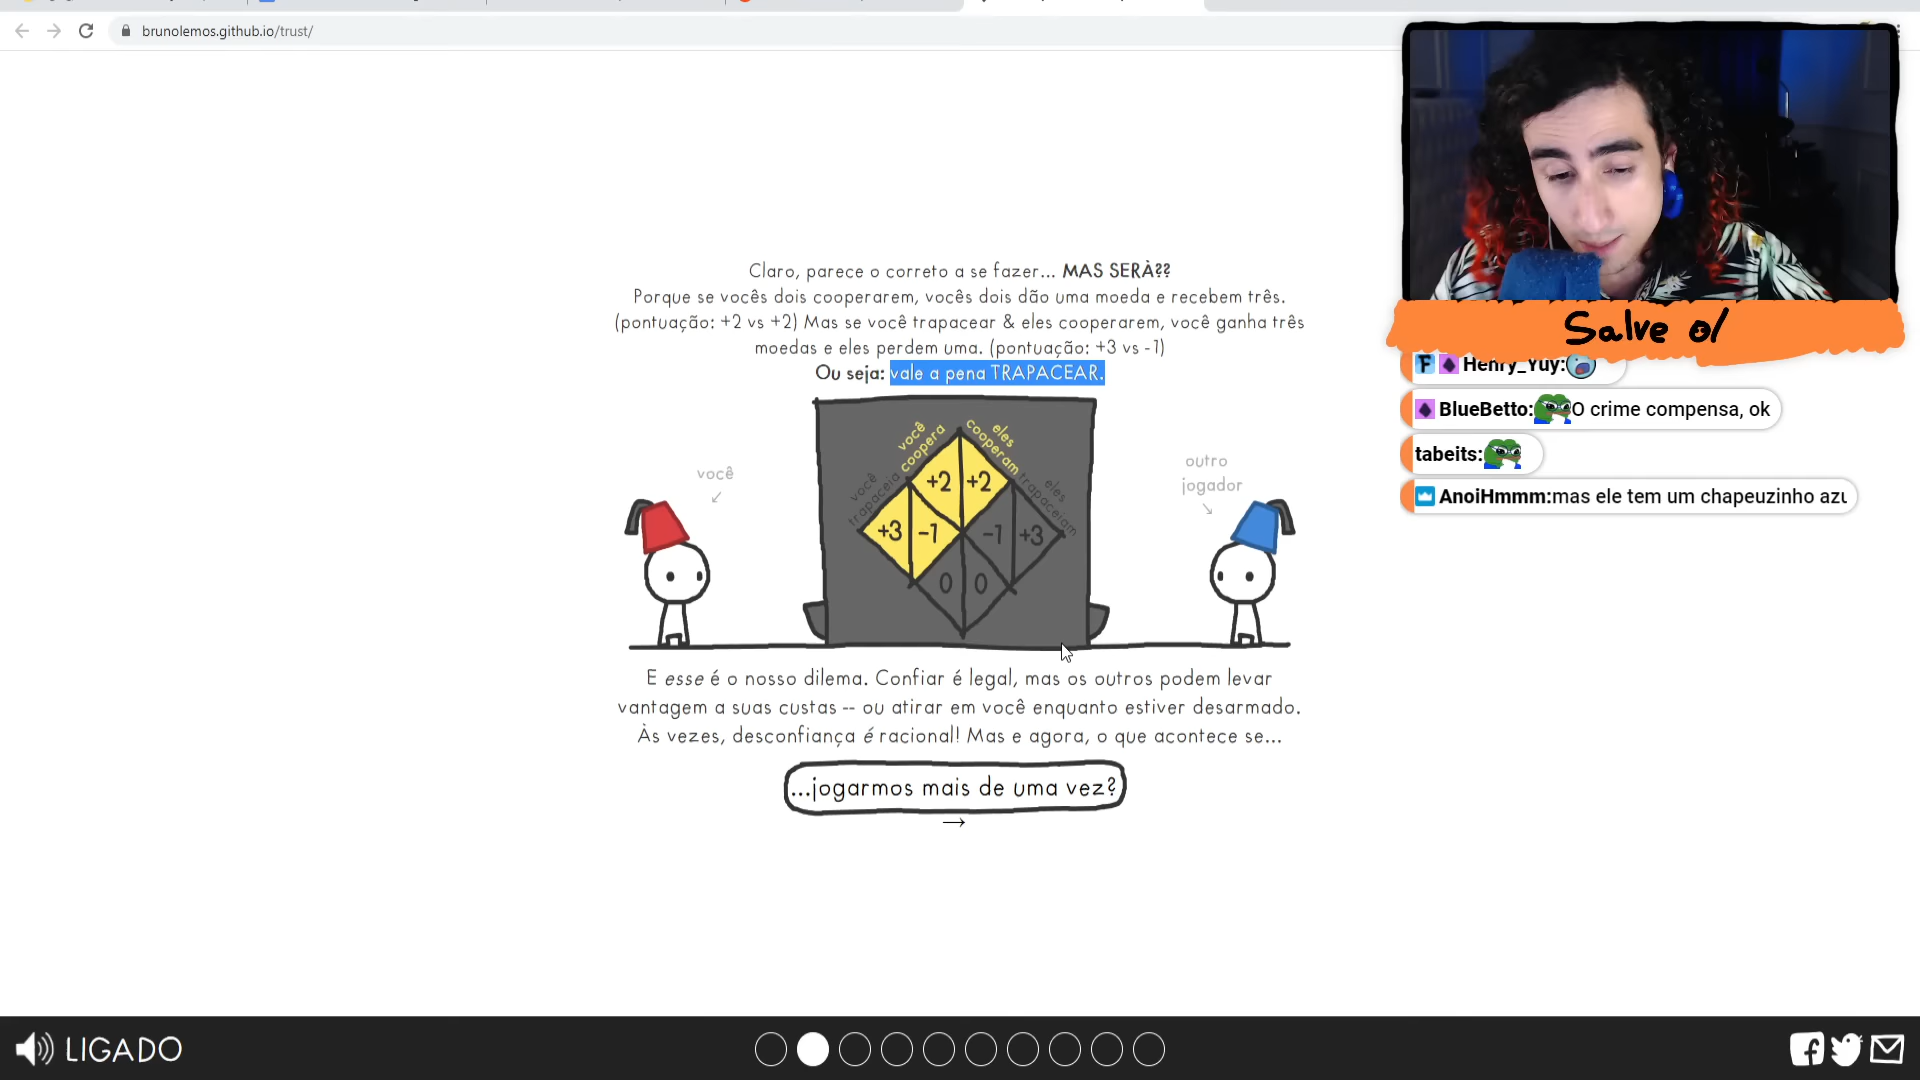 brunolemos.github.io/trust/
Claro, parece o correto a se fazer... MAS SERÀ??
Porque se vocês dois cooperarem, vocês dois dão uma moeda e recebem três.
(pontuação: +2 vs +2) Mas se você trapacear & eles cooperarem, você ganha três
moedas e eles perdem uma. (pontuação: +3 vs -1)
Ou seja: vale a pena TRAPACEAR.
você
coopera
eles
cooperam
você
trapaceia
eles
trapaceiam
+2 +2
+3 -1 -1 +3
0 0
você
↙
outro
jogador
↘
E esse é o nosso dilema. Confiar é legal, mas os outros podem levar
vantagem a suas custas -- ou atirar em você enquanto estiver desarmado.
Às vezes, desconfiança é racional! Mas e agora, o que acontece se...
...jogarmos mais de uma vez?
→
Salve o/
Henry_Yuy:
BlueBetto: O crime compensa, ok
tabeits:
AnoiHmmm: mas ele tem um chapeuzinho azu
LIGADO